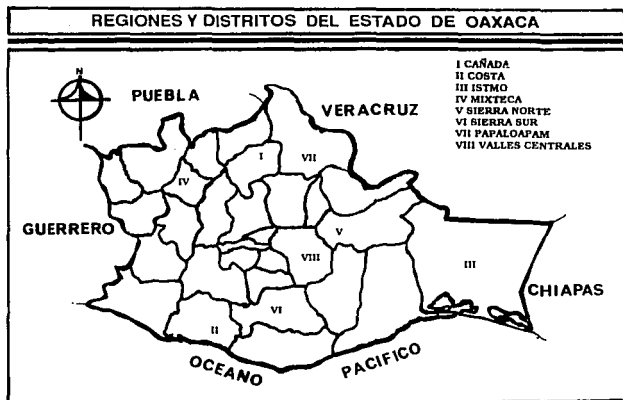 REGIONES Y DISTRITOS DEL ESTADO DE OAXACA
I CAÑADA
II COSTA
III ISTMO
IV MIXTECA
V SIERRA NORTE
VI SIERRA SUR
VII PAPALOAPAM
VIII VALLES CENTRALES
N
PUEBLA
VERACRUZ
I
VII
IV
GUERRERO
V
VIII
III
CHIAPAS
VI
II
OCEANO PACIFICO